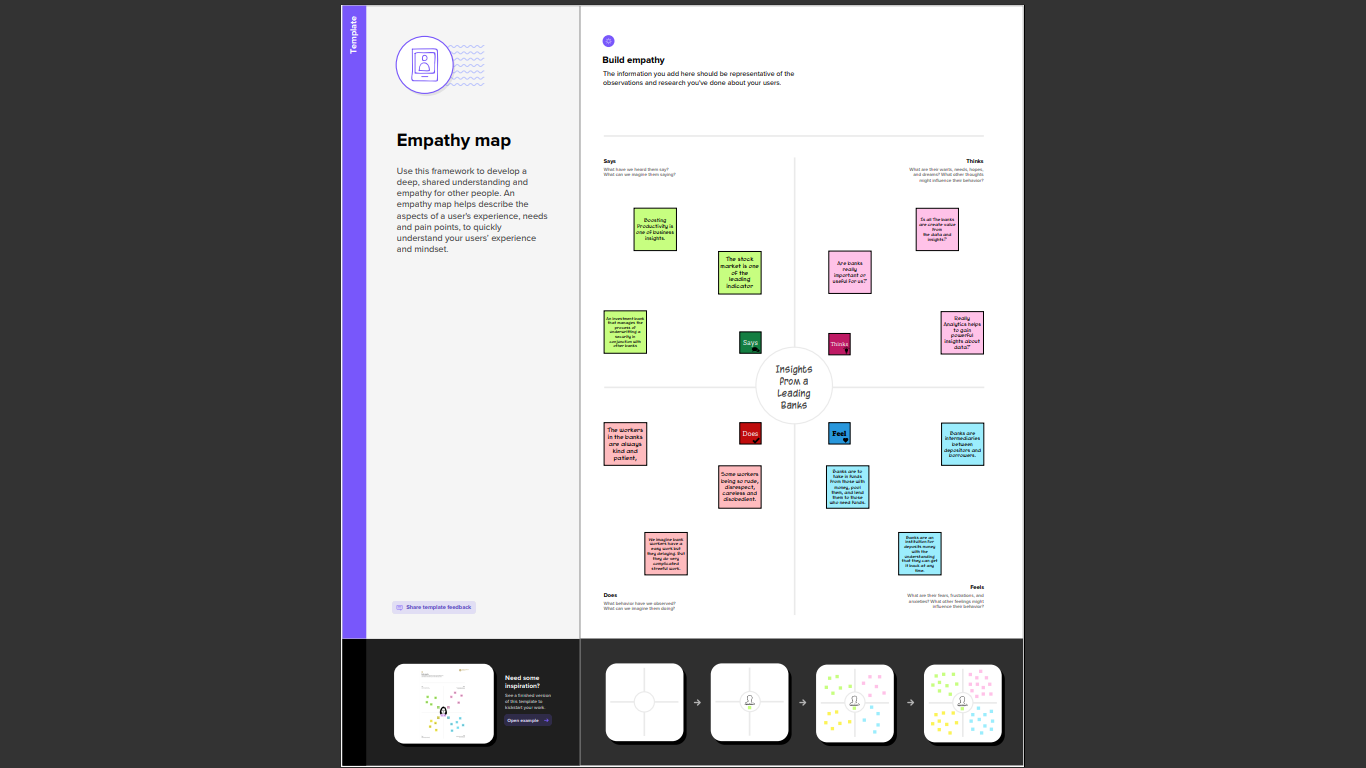 Template
Empathy map
Use this framework to develop a
deep, shared understanding and
empathy for other people. An
empathy map helps describe the
aspects of a user's experience, needs
and pain points, to quickly
understand your users' experience
and mindset.
Share template feedback
Build empathy
The information you add here should be representative of the
observations and research you've done about your users.
Says
What have we heard them say?
What can we imagine them saying?
Thinks
What are their wants, needs, hopes,
and dreams? What other thoughts
might influence their behavior?
Boosting
Productivity is
one of business
insights.
The stock
market is one
of the
leading
indicator
An investment bank
that manages the
process of
underwriting a
security in
conjunction with
other banks
Says
are create value
from
the data and
insights?
Are banks
really
important or
useful for us?
Really
Analytics helps
to gain
powerful
insights about
data?
Thinks
Insights
from a
Leading
Banks
The workers
in the banks
are always
kind and
patient,
Does
Some workers
being so rude,
disrespect,
careless and
disobedient.
We imagine bank
workers have a
easy work but
they delaying. But
they do very
complicated
stressful work.
Feel
Banks are
intermediaries
between
depositors and
borrowers.
Banks are to
take in funds
from those with
money, pool
them, and lend
them to those
who need funds.
Banks are an
institution for
deposits money
with the
understanding
that they can get
it back at any
time.
Does
What behavior have we observed?
What can we imagine them doing?
Feels
What are their fears, frustrations, and
anxieties? What other feelings might
influence their behavior?
Need some
inspiration?
See a finished version
of this template to
kickstart your work.
Open example